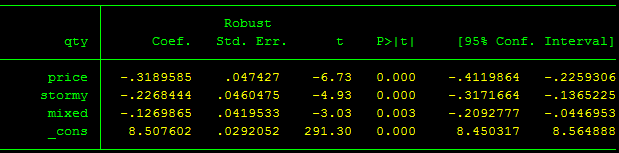 Robust
qty Coef. Std. Err. t P>|t| [95% Conf. Interval]
price -.3189585 .047427 -6.73 0.000 -.4119864 -.2259306
stormy -.2268444 .0460475 -4.93 0.000 -.3171664 -.1365225
mixed -.1269865 .0419533 -3.03 0.003 -.2092777 -.0446953
_cons 8.507602 .0292052 291.30 0.000 8.450317 8.564888